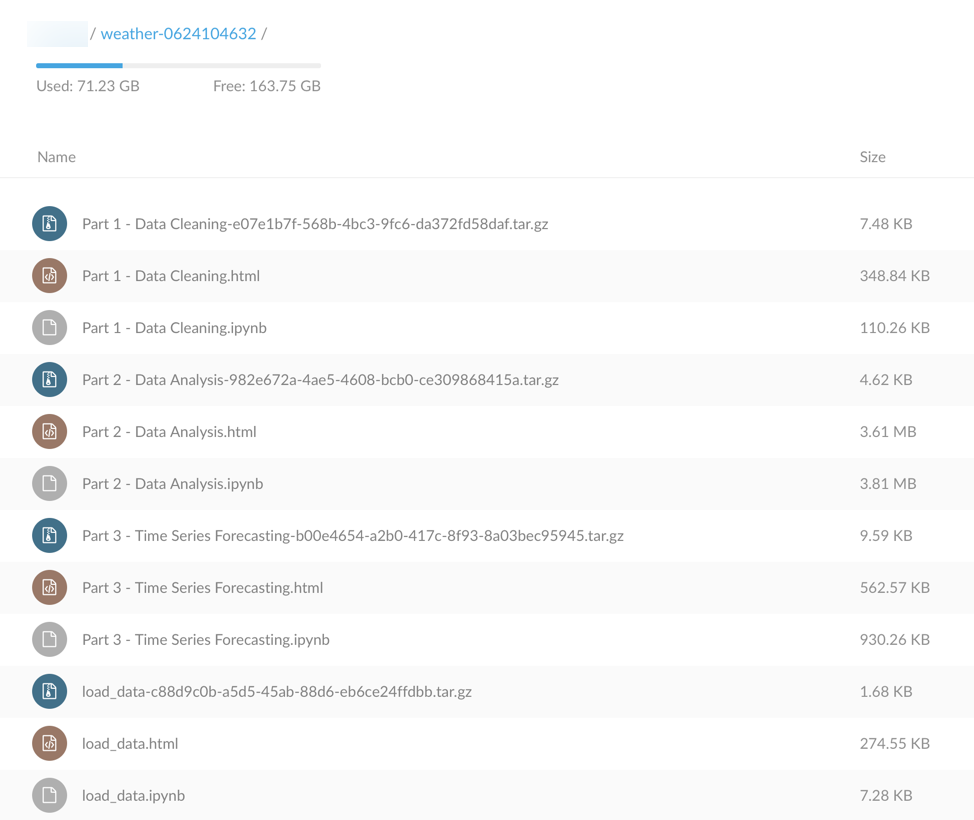 / weather-0624104632 /
Used: 71.23 GB Free: 163.75 GB
Name Size
Part 1 - Data Cleaning-e07e1b7f-568b-4bc3-9fc6-da372fd58daf.tar.gz 7.48 KB
Part 1 - Data Cleaning.html 348.84 KB
Part 1 - Data Cleaning.ipynb 110.26 KB
Part 2 - Data Analysis-982e672a-4ae5-4608-bcb0-ce309868415a.tar.gz 4.62 KB
Part 2 - Data Analysis.html 3.61 MB
Part 2 - Data Analysis.ipynb 3.81 MB
Part 3 - Time Series Forecasting-b00e4654-a2b0-417c-8f93-8a03bec95945.tar.gz 9.59 KB
Part 3 - Time Series Forecasting.html 562.57 KB
Part 3 - Time Series Forecasting.ipynb 930.26 KB
load_data-c88d9c0b-a5d5-45ab-88d6-eb6ce24ffdbb.tar.gz 1.68 KB
load_data.html 274.55 KB
load_data.ipynb 7.28 KB